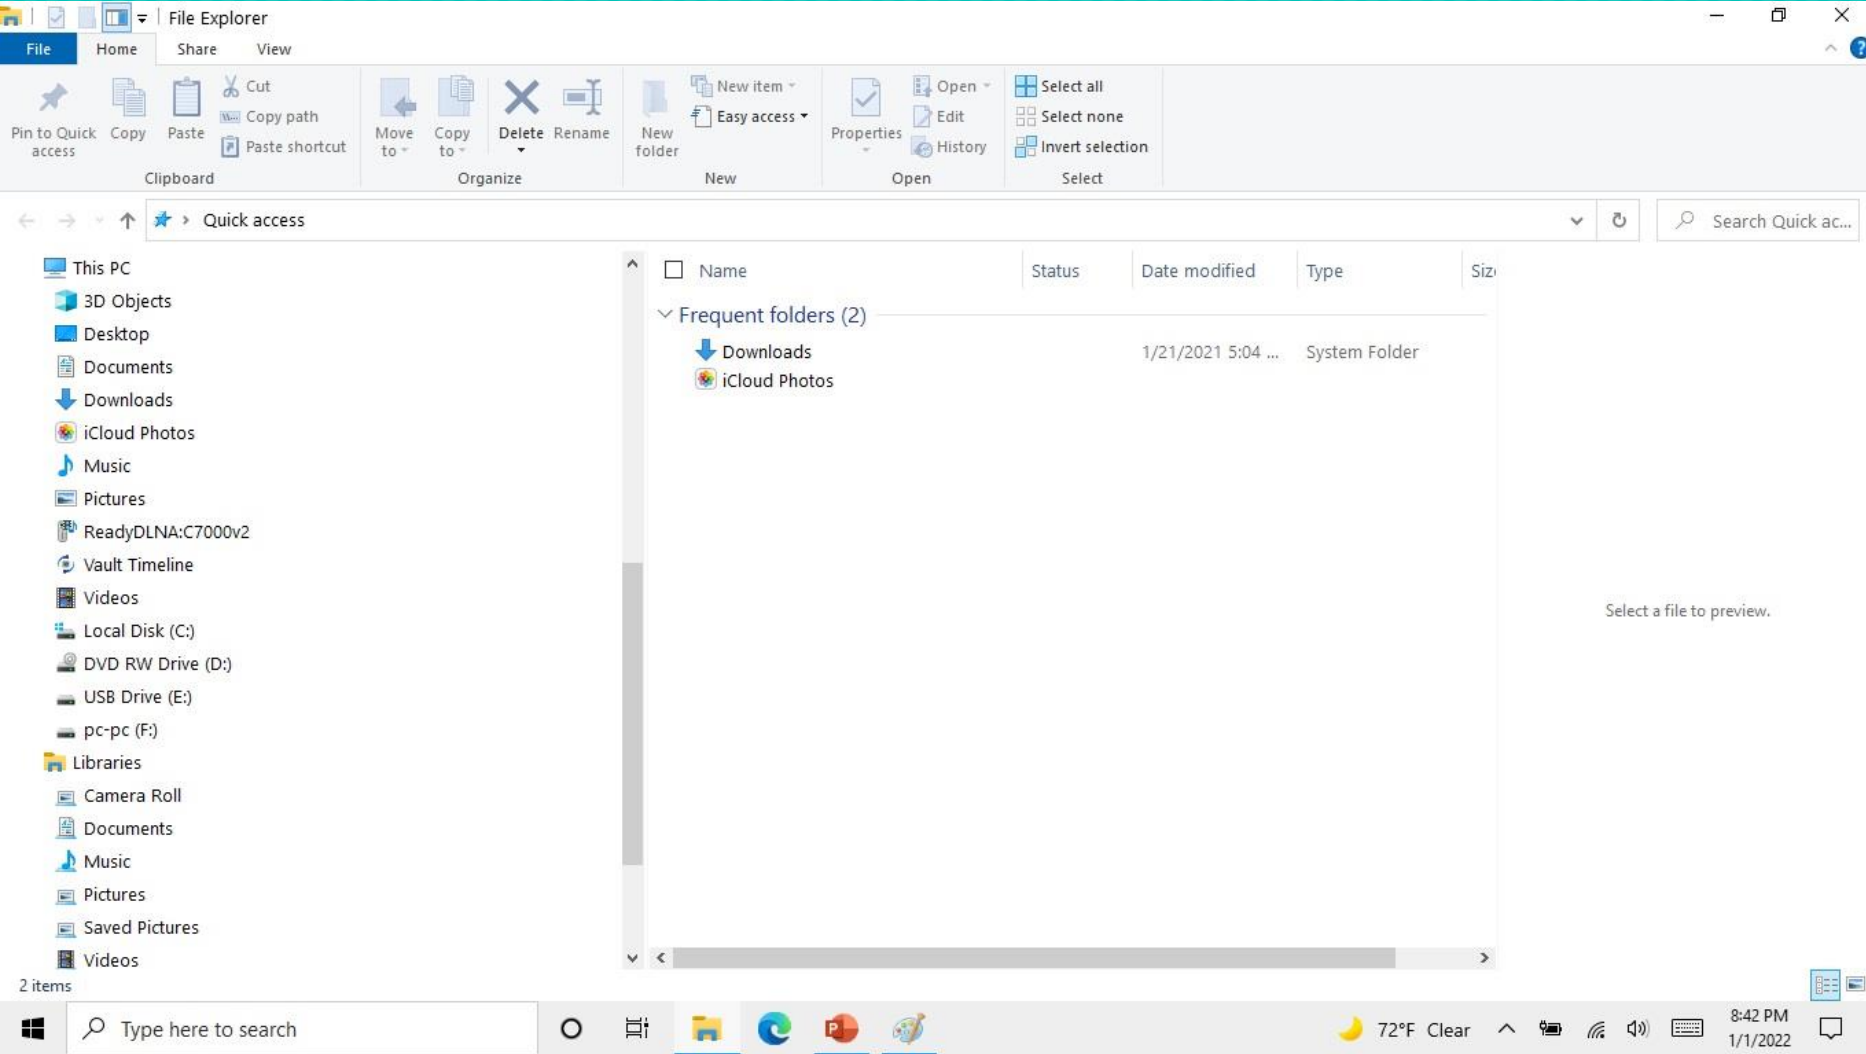 File Explorer
File Home Share View
Pin to Quick access
Copy
Paste
Cut
Copy path
Paste shortcut
Clipboard
Move to
Copy to
Delete
Rename
Organize
New folder
New item
Easy access
New
Properties
Open
Edit
History
Open
Select all
Select none
Invert selection
Select
Quick access
Search Quick ac...
This PC
3D Objects
Desktop
Documents
Downloads
iCloud Photos
Music
Pictures
ReadyDLNA:C7000v2
Vault Timeline
Videos
Local Disk (C:)
DVD RW Drive (D:)
USB Drive (E:)
pc-pc (F:)
Libraries
Camera Roll
Documents
Music
Pictures
Saved Pictures
Videos
Name Status Date modified Type
Frequent folders (2)
Downloads 1/21/2021 5:04 ... System Folder
iCloud Photos
Select a file to preview.
2 items
Type here to search
72°F Clear
8:42 PM
1/1/2022